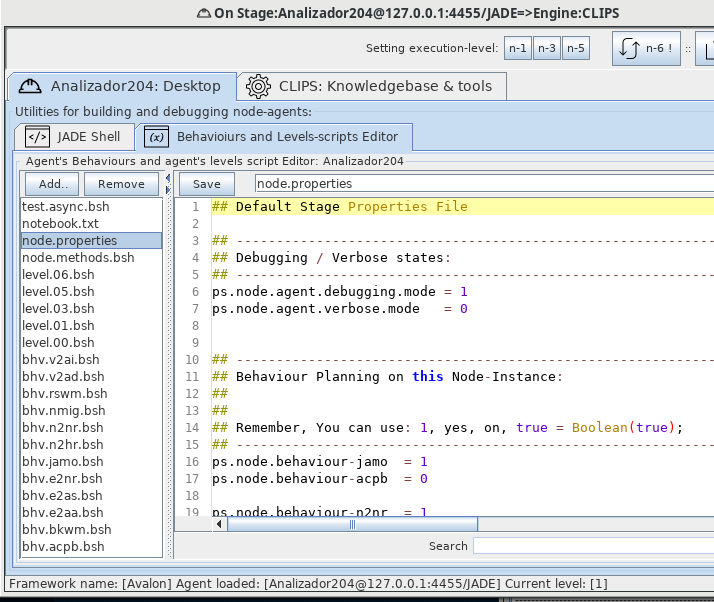 On Stage:Analizador204@127.0.0.1:4455/JADE=>Engine:CLIPS
Setting execution-level: n-1 n-3 n-5 n-6 ! ::
Analizador204: Desktop CLIPS: Knowledgebase & tools
Utilities for building and debugging node-agents:
</> JADE Shell (x) Behavioiurs and Levels-scripts Editor
Agent's Behaviours and agent's levels script Editor: Analizador204
Add.. Remove Save node.properties
test.async.bsh
notebook.txt
node.properties
node.methods.bsh
level.06.bsh
level.05.bsh
level.03.bsh
level.01.bsh
level.00.bsh
bhv.v2ai.bsh
bhv.v2ad.bsh
bhv.rswm.bsh
bhv.nmig.bsh
bhv.n2nr.bsh
bhv.n2hr.bsh
bhv.jamo.bsh
bhv.e2nr.bsh
bhv.e2as.bsh
bhv.e2aa.bsh
bhv.bkwm.bsh
bhv.acpb.bsh
1 ## Default Stage Properties File
2
3 ## ------------------------------------------------------------
4 ## Debugging / Verbose states:
5 ## ------------------------------------------------------------
6 ps.node.agent.debugging.mode = 1
7 ps.node.agent.verbose.mode   = 0
8
9
10 ## ------------------------------------------------------------
11 ## Behaviour Planning on this Node-Instance:
12 ##
13 ##
14 ## Remember, You can use: 1, yes, on, true = Boolean(true);
15 ## ------------------------------------------------------------
16 ps.node.behaviour-jamo  = 1
17 ps.node.behaviour-acpb  = 0
18
19 ps.node.behaviour-n2nr  = 1
Search
Framework name: [Avalon] Agent loaded: [Analizador204@127.0.0.1:4455/JADE] Current level: [1]